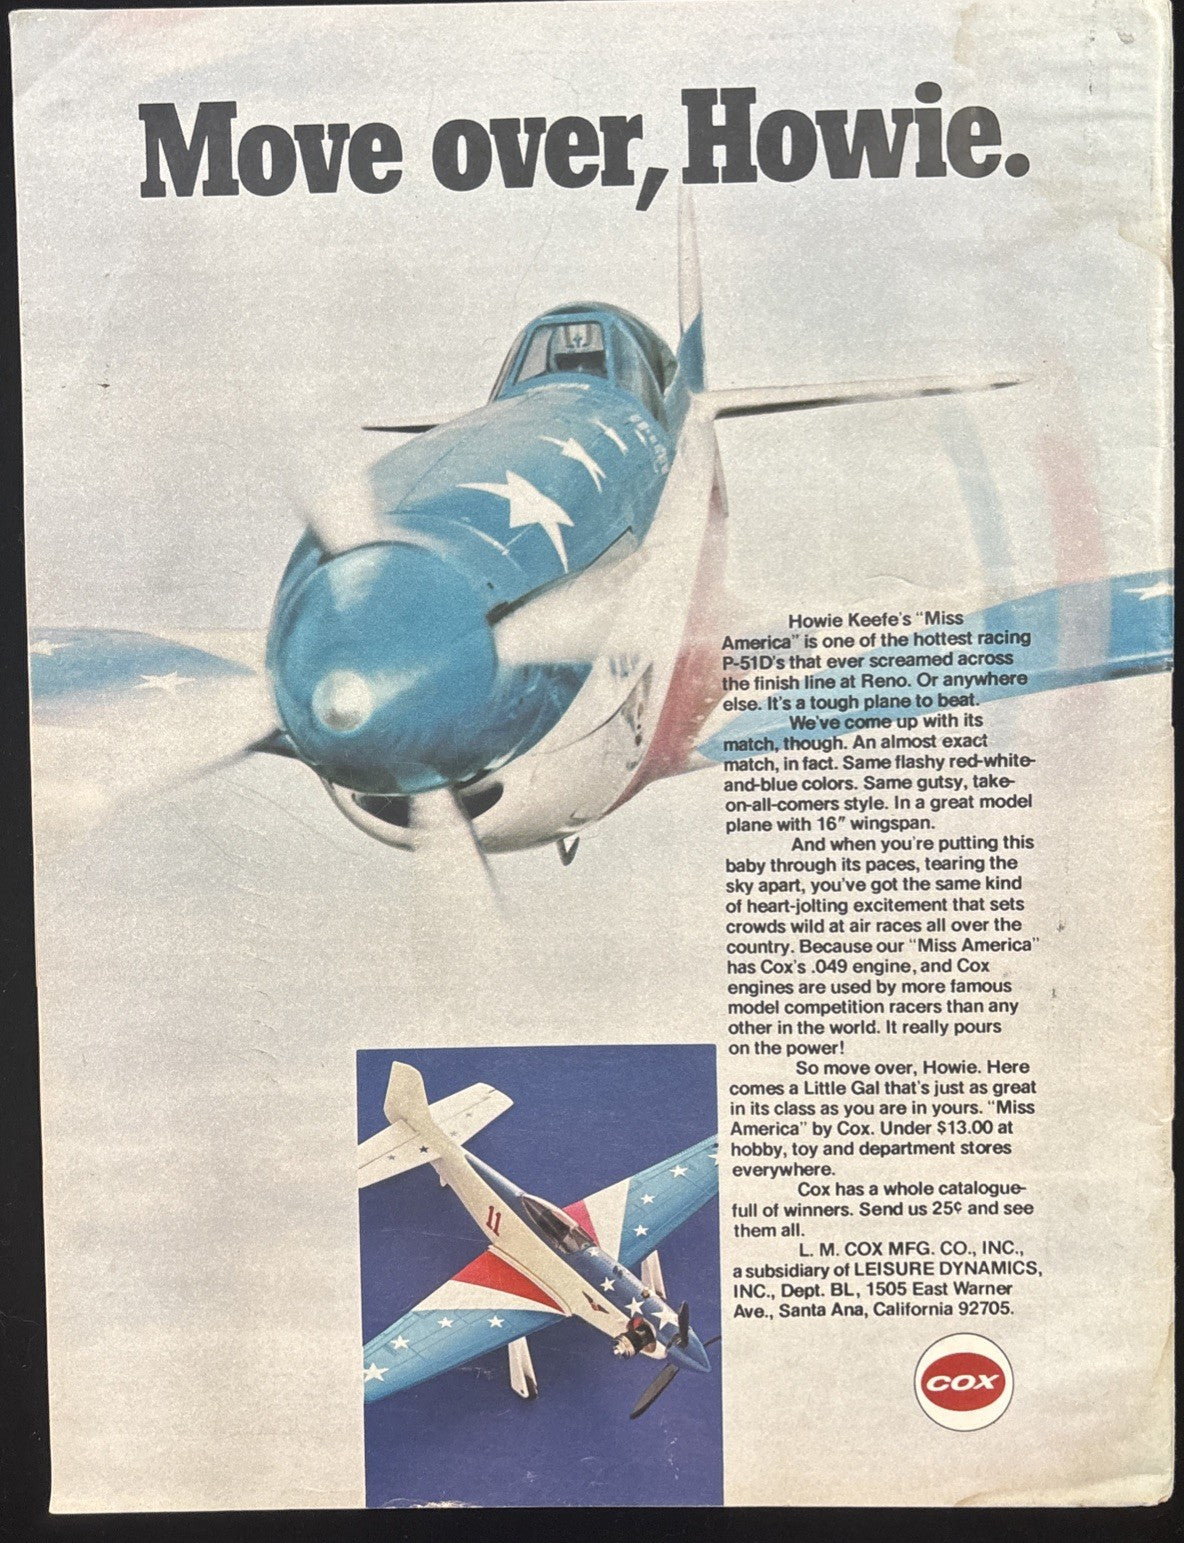 Move over, Howie.
Howie Keefe's "Miss
America" is one of the hottest racing
P-51D's that ever screamed across
the finish line at Reno. Or anywhere
else. It's a tough plane to beat.
We've come up with its
match, though. An almost exact
match, in fact. Same flashy red-white-
and-blue colors. Same gutsy, take-
on-all-comers style. In a great model
plane with 16" wingspan.
And when you're putting this
baby through its paces, tearing the
sky apart, you've got the same kind
of heart-jolting excitement that sets
crowds wild at air races all over the
country. Because our "Miss America"
has Cox's .049 engine, and Cox
engines are used by more famous
model competition racers than any
other in the world. It really pours
on the power!
So move over, Howie. Here
comes a Little Gal that's just as great
in its class as you are in yours. "Miss
America" by Cox. Under $13.00 at
hobby, toy and department stores
everywhere.
Cox has a whole catalogue-
full of winners. Send us 25¢ and see
them all.
L. M. COX MFG. CO., INC.,
a subsidiary of LEISURE DYNAMICS,
INC., Dept. BL, 1505 East Warner
Ave., Santa Ana, California 92705.
11
COX